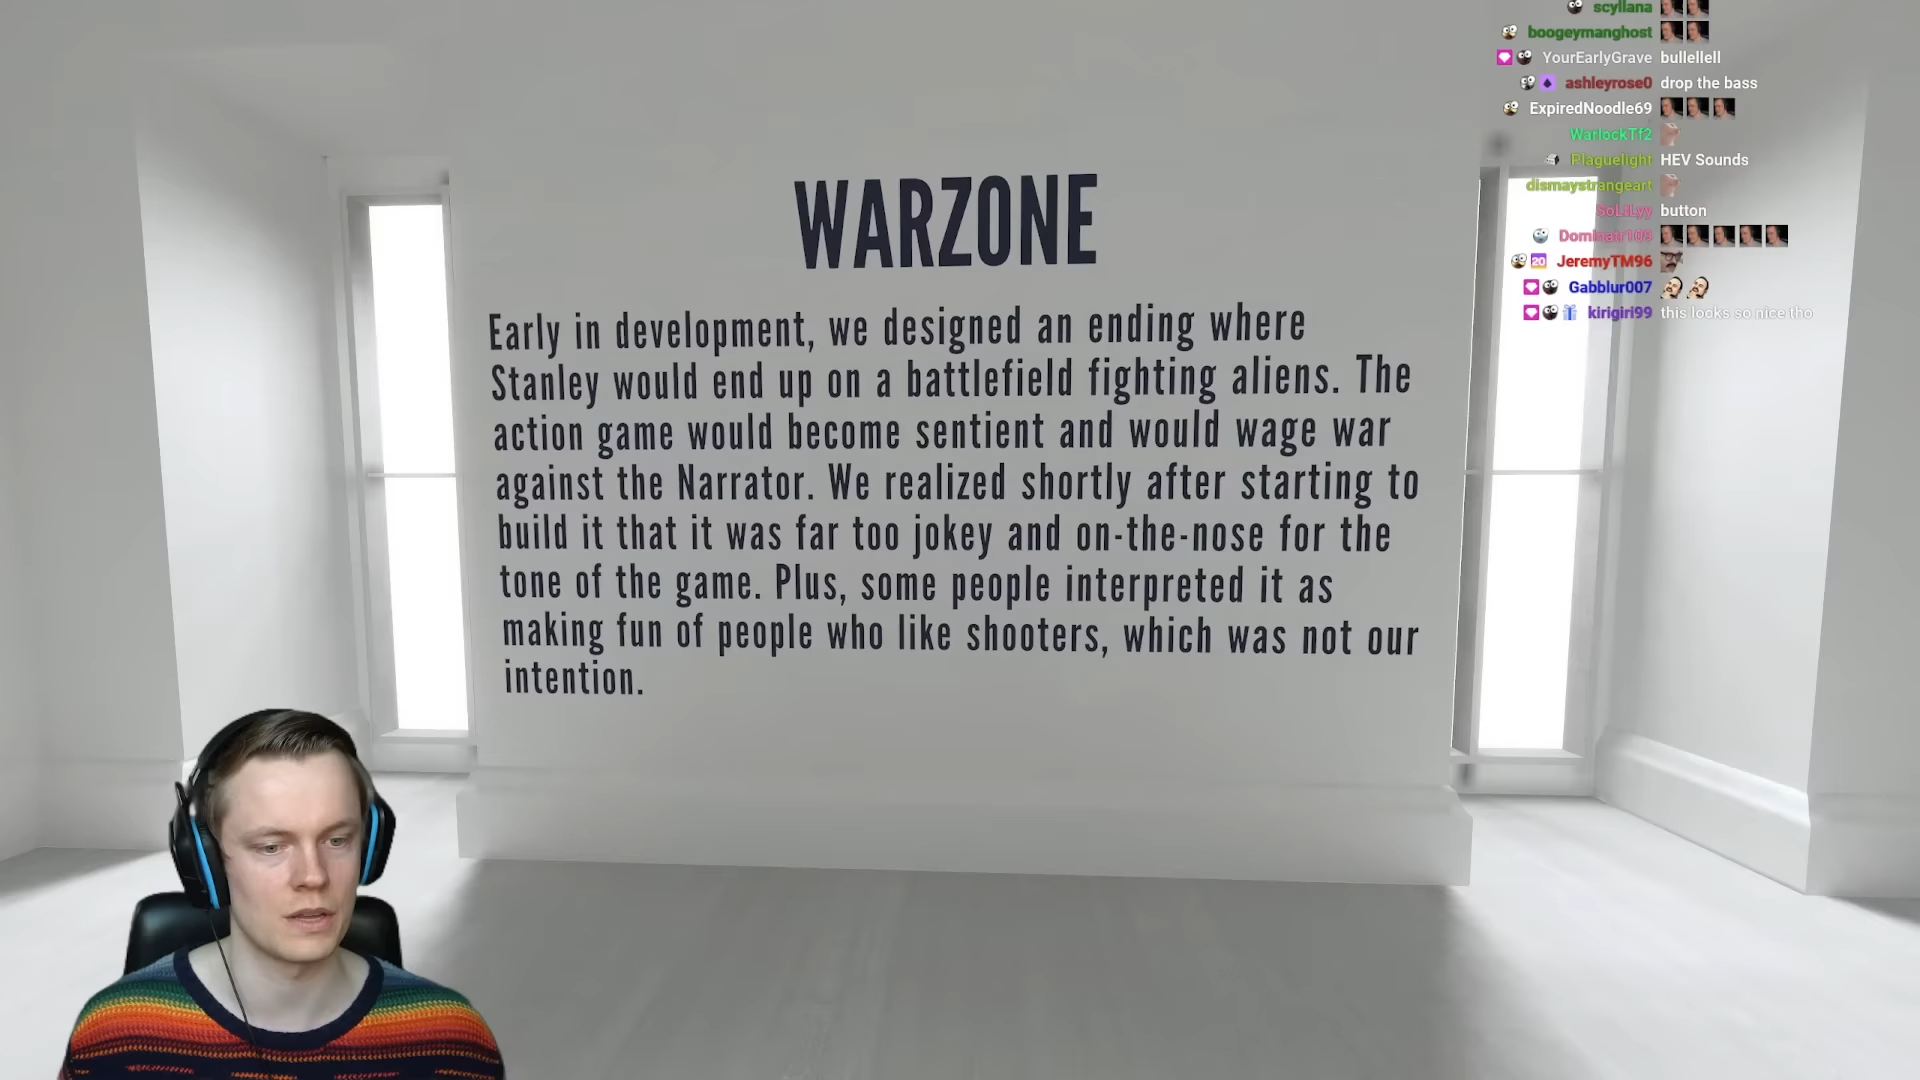 scyllana
boogeymanghost
YourEarlyGrave bullellell
ashleyrose0 drop the bass
ExpiredNoodle69
WarlockTf2
Plaguelight HEV Sounds
dismaystrangeart
button
20 JeremyTM96
Gabblur007
kirigiri99 this looks so nice tho
WARZONE
Early in development, we designed an ending where
Stanley would end up on a battlefield fighting aliens. The
action game would become sentient and would wage war
against the Narrator. We realized shortly after starting to
build it that it was far too jokey and on-the-nose for the
tone of the game. Plus, some people interpreted it as
making fun of people who like shooters, which was not our
intention.